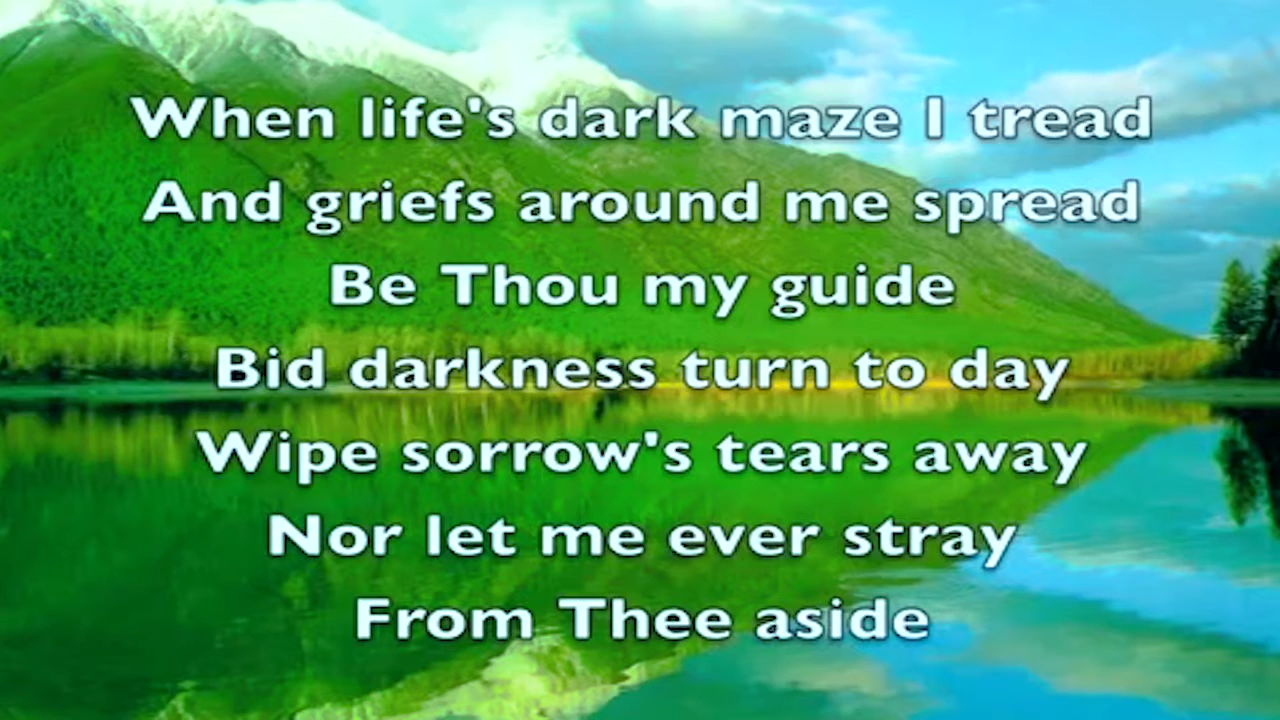 When life's dark maze I tread
And griefs around me spread
Be Thou my guide
Bid darkness turn to day
Wipe sorrow's tears away
Nor let me ever stray
From Thee aside